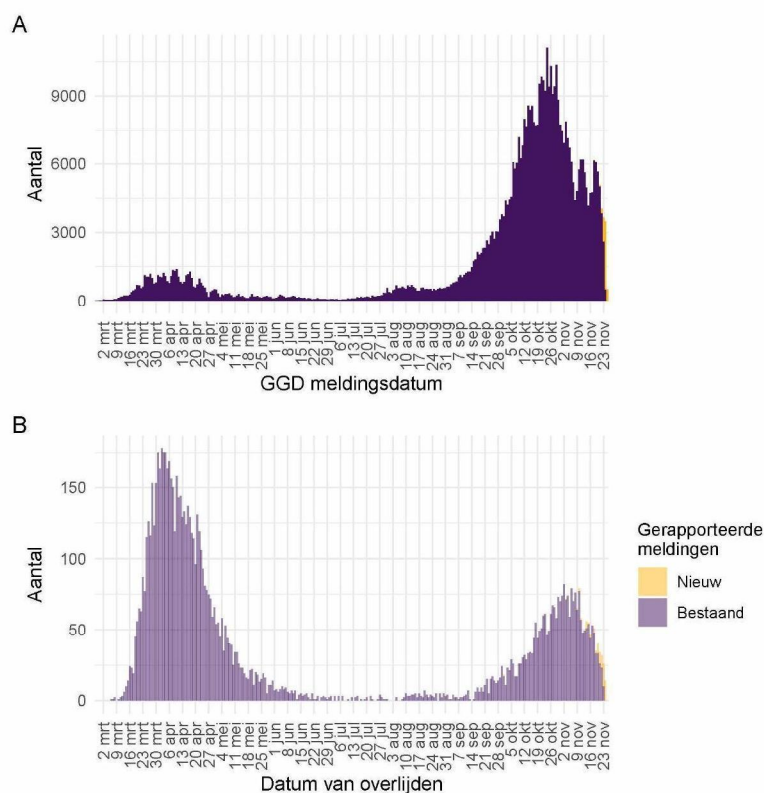 A
Aantal
9000
6000
3000
0
2 mrt
9 mrt
16 mrt
23 mrt
30 mrt
6 apr
13 apr
20 apr
27 apr
4 mei
11 mei
18 mei
25 mei
1 jun
8 jun
15 jun
22 jun
29 jun
6 jul
13 jul
20 jul
27 jul
3 aug
10 aug
17 aug
24 aug
31 aug
7 sep
14 sep
21 sep
28 sep
5 okt
12 okt
19 okt
26 okt
2 nov
9 nov
16 nov
23 nov
GGD meldingsdatum
B
Aantal
150
100
50
0
2 mrt
9 mrt
16 mrt
23 mrt
30 mrt
6 apr
13 apr
20 apr
27 apr
4 mei
11 mei
18 mei
25 mei
1 jun
8 jun
15 jun
22 jun
29 jun
6 jul
13 jul
20 jul
27 jul
3 aug
10 aug
17 aug
24 aug
31 aug
7 sep
14 sep
21 sep
28 sep
5 okt
12 okt
19 okt
26 okt
2 nov
9 nov
16 nov
23 nov
Datum van overlijden
Gerapporteerde
meldingen
Nieuw
Bestaand